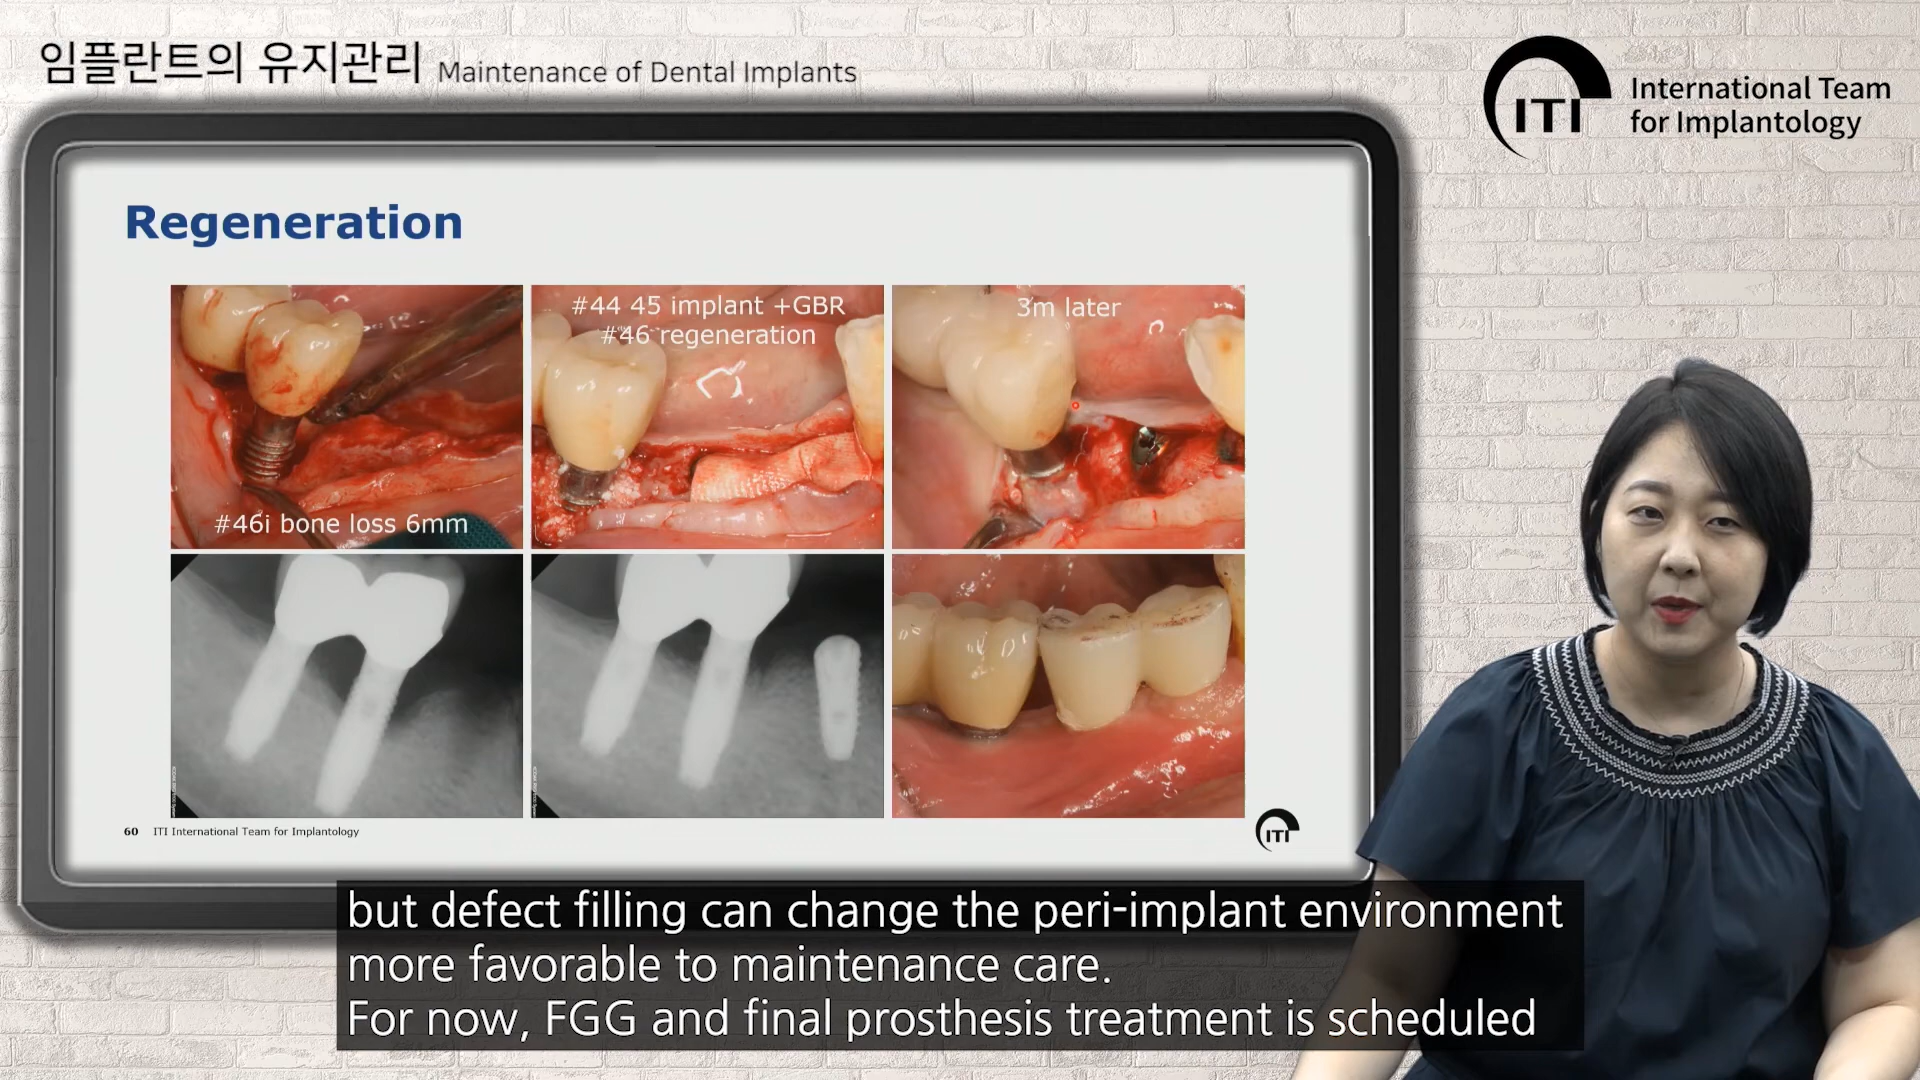 임플란트의 유지관리 Maintenance of Dental Implants
ITI
International Team
for Implantology
Regeneration
#46i bone loss 6mm
#44 45 implant +GBR
#46 regeneration
3m later
60 ITI International Team for Implantology
ITI
but defect filling can change the peri-implant environment
more favorable to maintenance care.
For now, FGG and final prosthesis treatment is scheduled